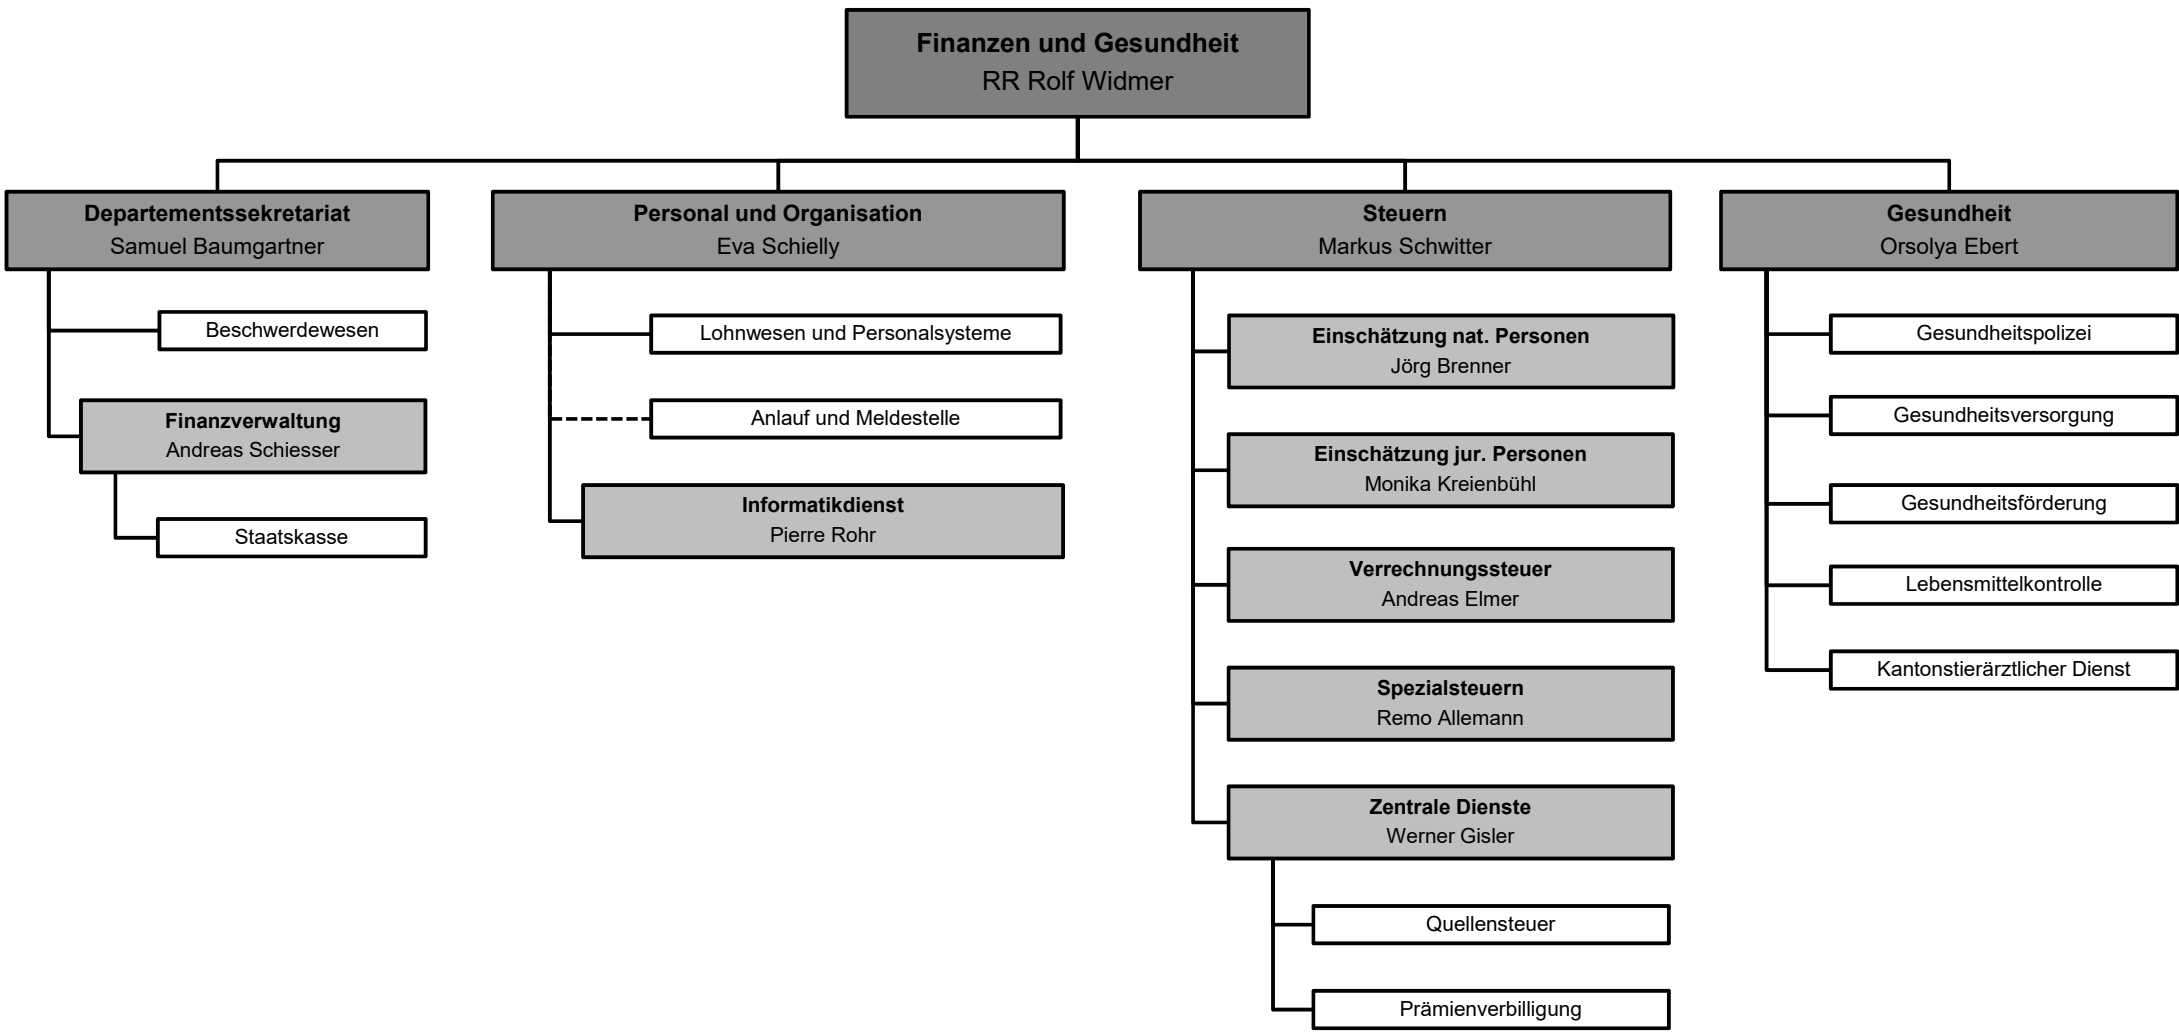 Finanzen und Gesundheit
RR Rolf Widmer
Departementssekretariat
Samuel Baumgartner
Beschwerdewesen
Finanzverwaltung
Andreas Schiesser
Staatskasse
Personal und Organisation
Eva Schielly
Lohnwesen und Personalsysteme
Anlauf und Meldestelle
Informatikdienst
Pierre Rohr
Steuern
Markus Schwitter
Einschätzung nat. Personen
Jörg Brenner
Einschätzung jur. Personen
Monika Kreienbühl
Verrechnungssteuer
Andreas Elmer
Spezialsteuern
Remo Allemann
Zentrale Dienste
Werner Gisler
Quellensteuer
Prämienverbilligung
Gesundheit
Orsolya Ebert
Gesundheitspolizei
Gesundheitsversorgung
Gesundheitsförderung
Lebensmittelkontrolle
Kantonstierärztlicher Dienst